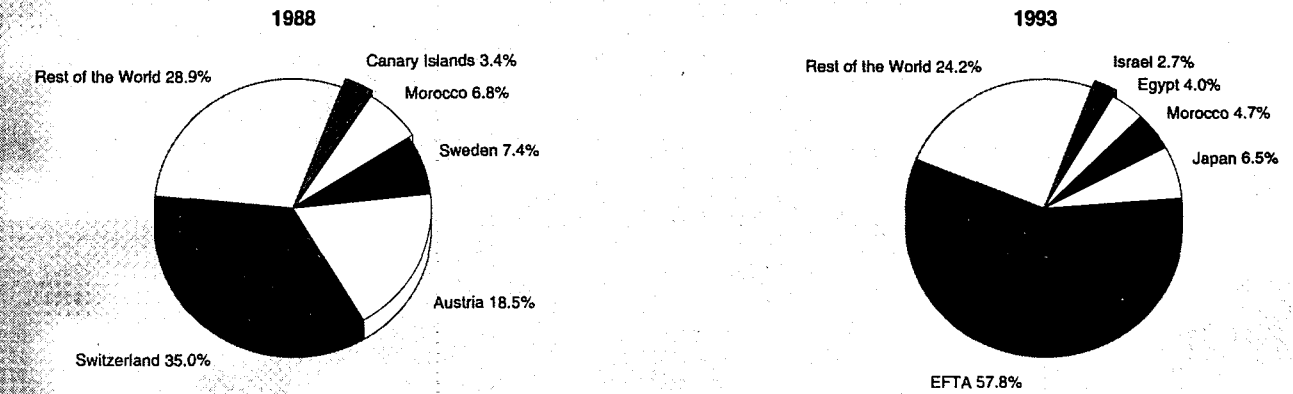 1988
Canary Islands 3.4%
Rest of the World 28.9%
Morocco 6.8%
Sweden 7.4%
Austria 18.5%
Switzerland 35.0%
1993
Israel 2.7%
Rest of the World 24.2%
Egypt 4.0%
Morocco 4.7%
Japan 6.5%
EFTA 57.8%